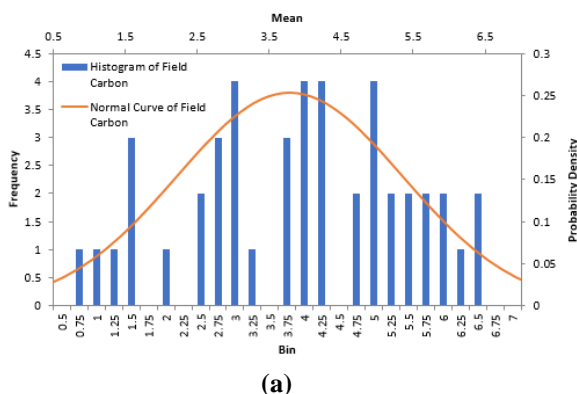 Mean
0.5 1.5 2.5 3.5 4.5 5.5 6.5
4.5
4
3.5
3
2.5
2
1.5
1
0.5
0
Frequency
Histogram of Field
Carbon
Normal Curve of Field
Carbon
0.3
0.25
0.2
0.15
0.1
0.05
0
Probability Density
0.5 0.75 1 1.25 1.5 1.75 2 2.25 2.5 2.75 3 3.25 3.5 3.75 4 4.25 4.5 4.75 5 5.25 5.5 5.75 6 6.25 6.5 6.75 7
Bin
(a)